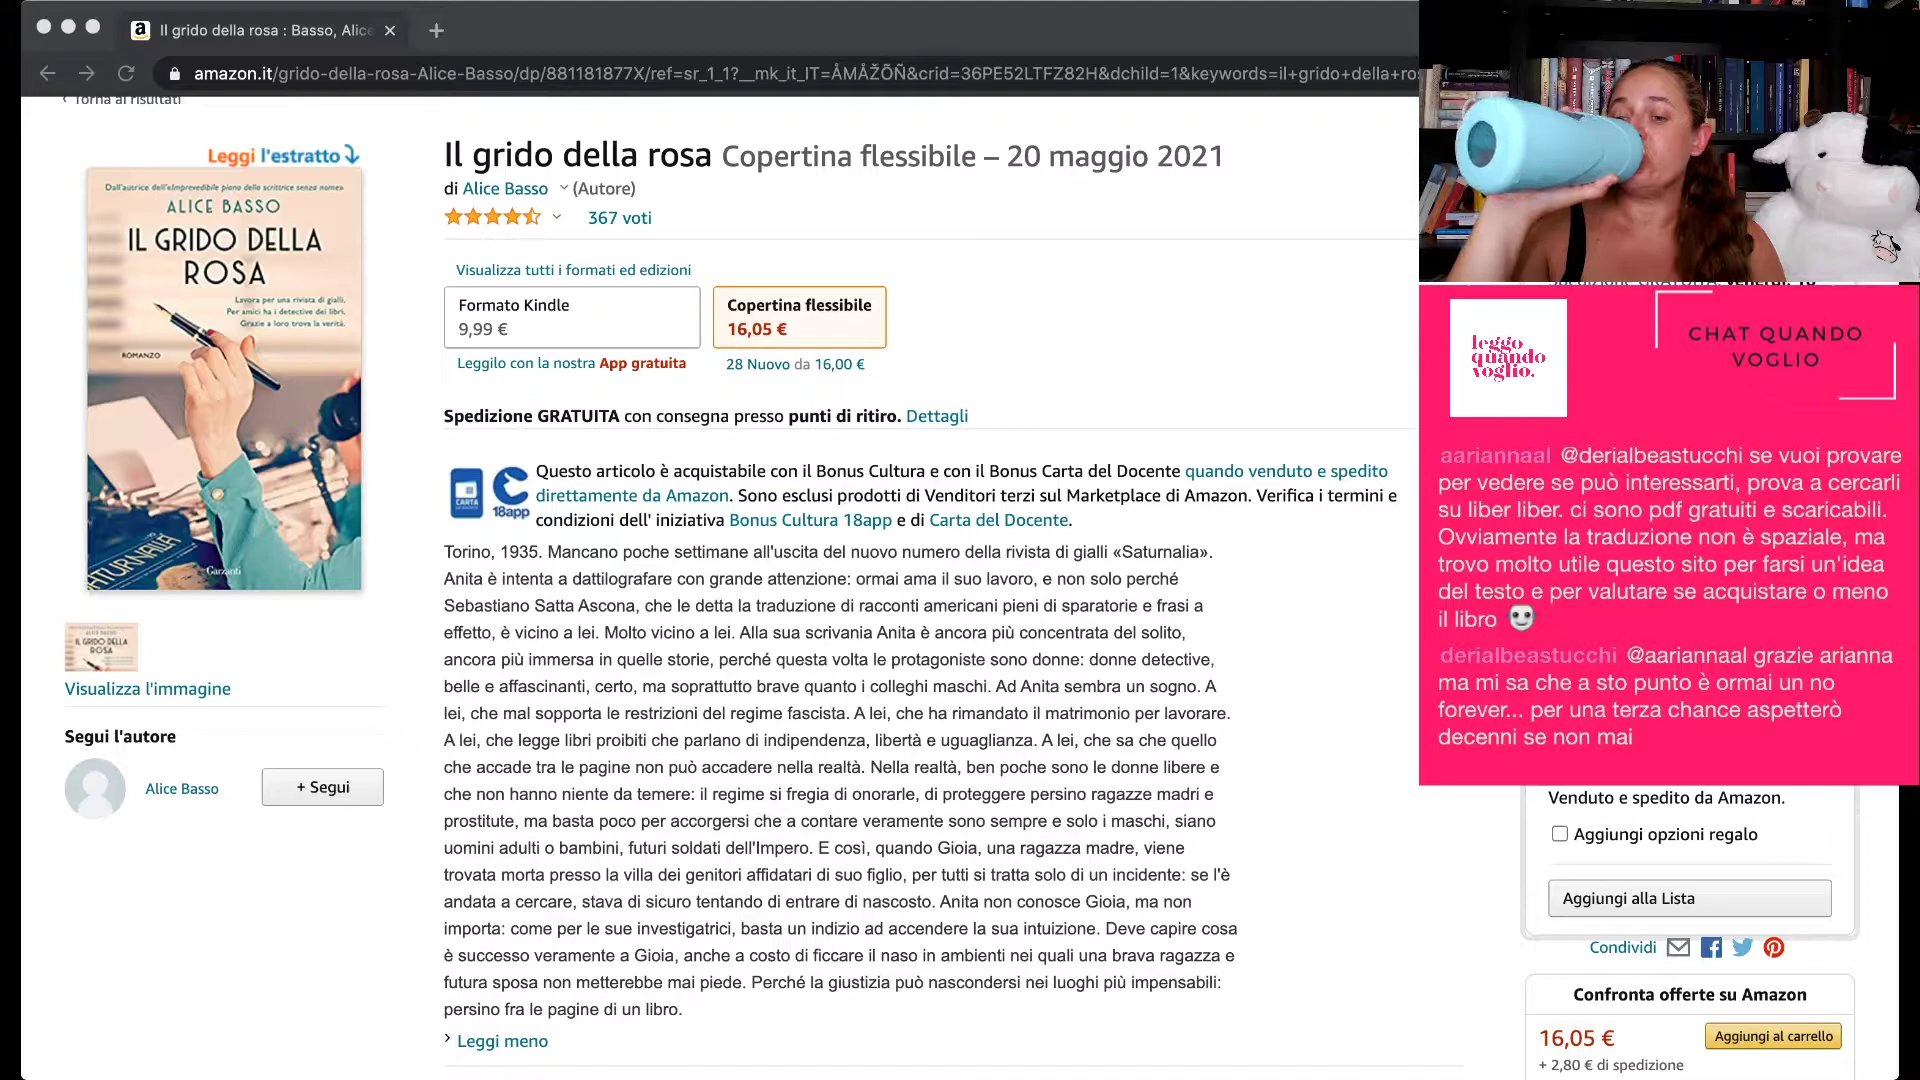 Il grido della rosa : Basso, Alice
amazon.it/grido-della-rosa-Alice-Basso/dp/881181877X/ref=sr_1_1?__mk_it_IT=ÅMÅŽÕÑ&crid=36PE52LTFZ82H&dchild=1&keywords=il+grido+della+ros
Torna ai risultati
Leggi l'estratto
Dall'autrice dell'«Imprevedibile piano della scrittrice senza nome»
ALICE BASSO
IL GRIDO DELLA
ROSA
Lavora per una rivista di gialli.
Per amici ha i detective dei libri.
Grazie a loro trova la verità.
ROMANZO
Garzanti
Visualizza l'immagine
Segui l'autore
Alice Basso
+ Segui
Il grido della rosa Copertina flessibile – 20 maggio 2021
di Alice Basso (Autore)
367 voti
Visualizza tutti i formati ed edizioni
Formato Kindle
9,99 €
Leggilo con la nostra App gratuita
Copertina flessibile
16,05 €
28 Nuovo da 16,00 €
Spedizione GRATUITA con consegna presso punti di ritiro. Dettagli
CARTA
18app
Questo articolo è acquistabile con il Bonus Cultura e con il Bonus Carta del Docente quando venduto e spedito
direttamente da Amazon. Sono esclusi prodotti di Venditori terzi sul Marketplace di Amazon. Verifica i termini e
condizioni dell' iniziativa Bonus Cultura 18app e di Carta del Docente.
Torino, 1935. Mancano poche settimane all'uscita del nuovo numero della rivista di gialli «Saturnalia».
Anita è intenta a dattilografare con grande attenzione: ormai ama il suo lavoro, e non solo perché
Sebastiano Satta Ascona, che le detta la traduzione di racconti americani pieni di sparatorie e frasi a
effetto, è vicino a lei. Molto vicino a lei. Alla sua scrivania Anita è ancora più concentrata del solito,
ancora più immersa in quelle storie, perché questa volta le protagoniste sono donne: donne detective,
belle e affascinanti, certo, ma soprattutto brave quanto i colleghi maschi. Ad Anita sembra un sogno. A
lei, che mal sopporta le restrizioni del regime fascista. A lei, che ha rimandato il matrimonio per lavorare.
A lei, che legge libri proibiti che parlano di indipendenza, libertà e uguaglianza. A lei, che sa che quello
che accade tra le pagine non può accadere nella realtà. Nella realtà, ben poche sono le donne libere e
che non hanno niente da temere: il regime si fregia di onorarle, di proteggere persino ragazze madri e
prostitute, ma basta poco per accorgersi che a contare veramente sono sempre e solo i maschi, siano
uomini adulti o bambini, futuri soldati dell'Impero. E così, quando Gioia, una ragazza madre, viene
trovata morta presso la villa dei genitori affidatari di suo figlio, per tutti si tratta solo di un incidente: se l'è
andata a cercare, stava di sicuro tentando di entrare di nascosto. Anita non conosce Gioia, ma non
importa: come per le sue investigatrici, basta un indizio ad accendere la sua intuizione. Deve capire cosa
è successo veramente a Gioia, anche a costo di ficcare il naso in ambienti nei quali una brava ragazza e
futura sposa non metterebbe mai piede. Perché la giustizia può nascondersi nei luoghi più impensabili:
persino fra le pagine di un libro.
Leggi meno
leggo
quando
voglio.
CHAT QUANDO
VOGLIO
aariannaal @derialbeastucchi se vuoi provare
per vedere se può interessarti, prova a cercarli
su liber liber. ci sono pdf gratuiti e scaricabili.
Ovviamente la traduzione non è spaziale, ma
trovo molto utile questo sito per farsi un'idea
del testo e per valutare se acquistare o meno
il libro
derialbeastucchi @aariannaal grazie arianna
ma mi sa che a sto punto è ormai un no
forever... per una terza chance aspetterò
decenni se non mai
Venduto e spedito da Amazon.
Aggiungi opzioni regalo
Aggiungi alla Lista
Condividi
Confronta offerte su Amazon
16,05 €
Aggiungi al carrello
+ 2,80 € di spedizione